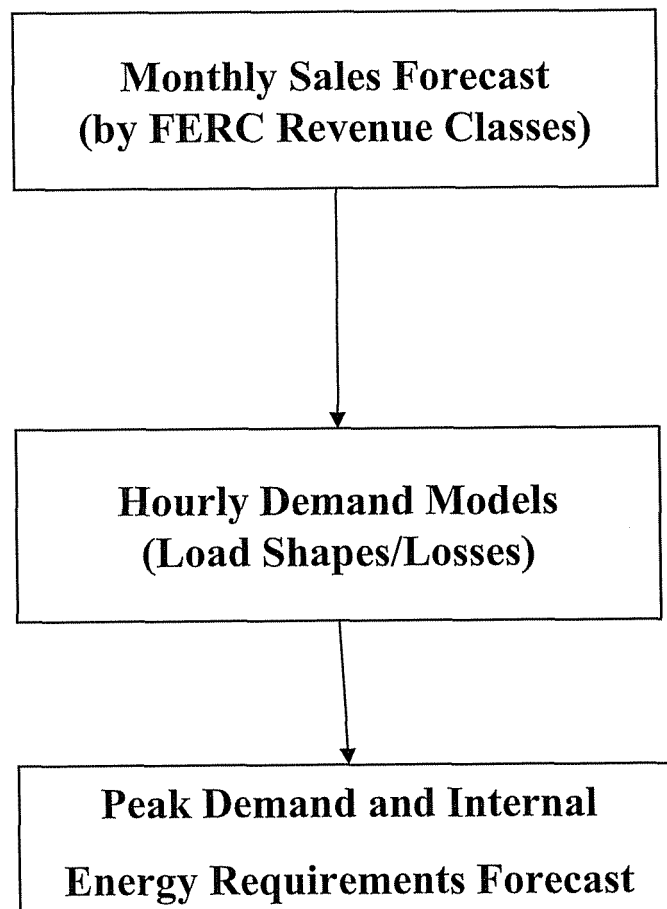 Monthly Sales Forecast
(by FERC Revenue Classes)
Hourly Demand Models
(Load Shapes/Losses)
Peak Demand and Internal
Energy Requirements Forecast